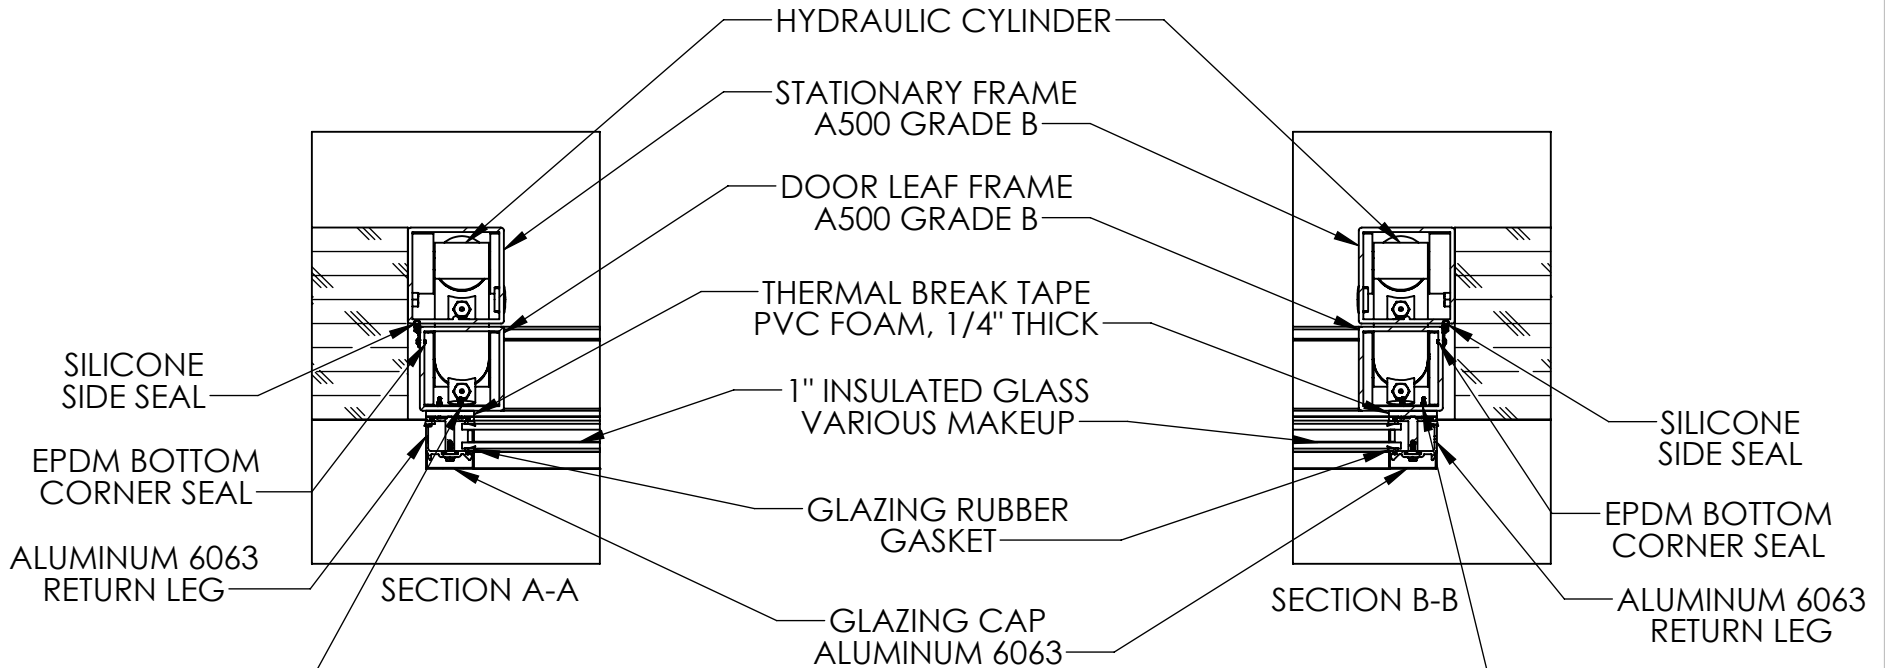 HYDRAULIC CYLINDER
STATIONARY FRAME
A500 GRADE B
DOOR LEAF FRAME
A500 GRADE B
THERMAL BREAK TAPE
PVC FOAM, 1/4" THICK
SILICONE
SIDE SEAL
1" INSULATED GLASS
VARIOUS MAKEUP
SILICONE
SIDE SEAL
EPDM BOTTOM
CORNER SEAL
GLAZING RUBBER
GASKET
EPDM BOTTOM
CORNER SEAL
ALUMINUM 6063
RETURN LEG
SECTION A-A
SECTION B-B
ALUMINUM 6063
RETURN LEG
GLAZING CAP
ALUMINUM 6063